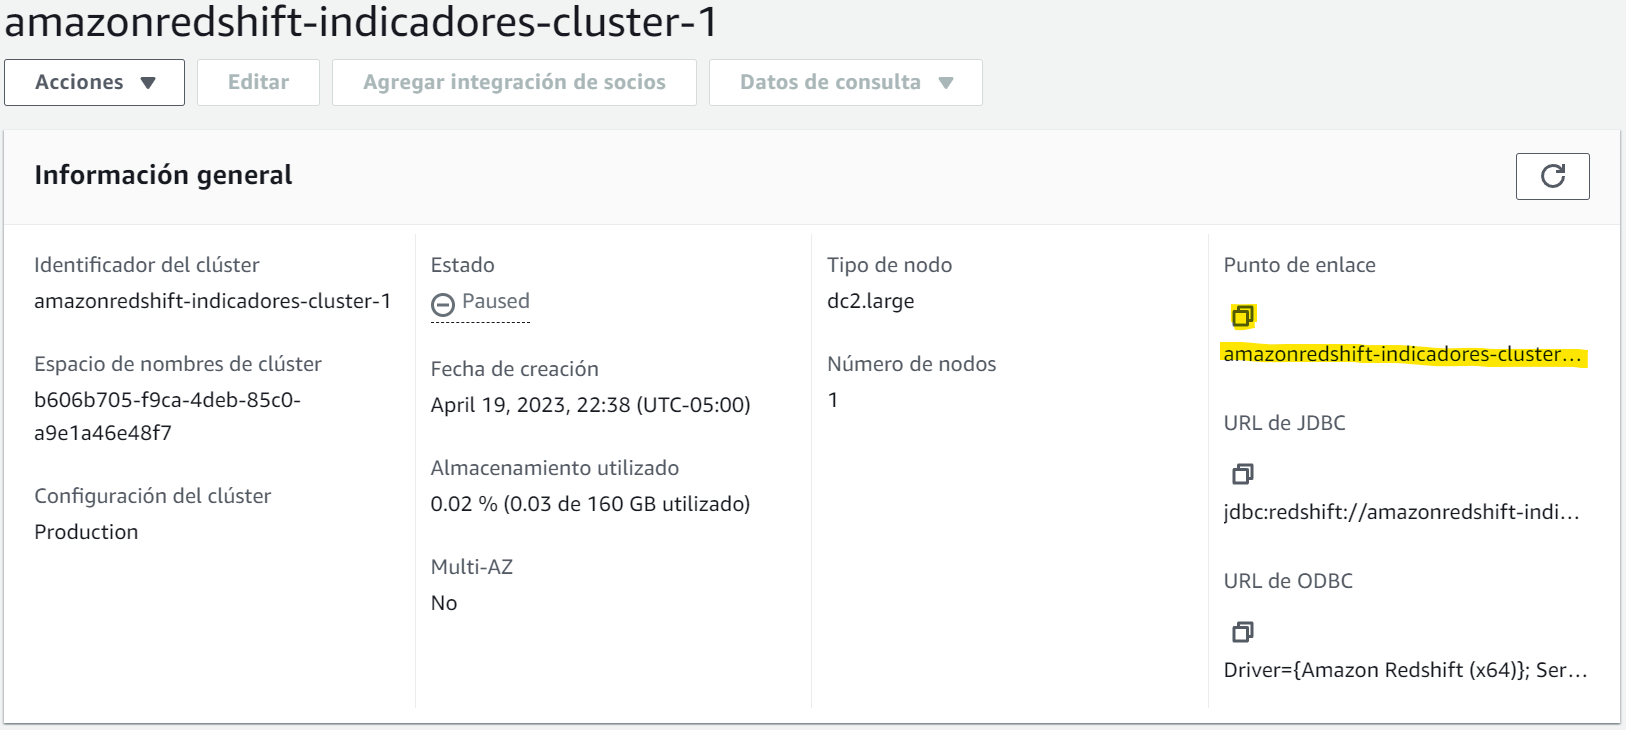 amazonredshift-indicadores-cluster-1
Acciones
Editar
Agregar integración de socios
Datos de consulta
Información general
Identificador del clúster
amazonredshift-indicadores-cluster-1
Espacio de nombres de clúster
b606b705-f9ca-4deb-85c0-
a9e1a46e48f7
Configuración del clúster
Production
Estado
Paused
Fecha de creación
April 19, 2023, 22:38 (UTC-05:00)
Almacenamiento utilizado
0.02 % (0.03 de 160 GB utilizado)
Multi-AZ
No
Tipo de nodo
dc2.large
Número de nodos
1
Punto de enlace
amazonredshift-indicadores-cluster...
URL de JDBC
jdbc:redshift://amazonredshift-indi...
URL de ODBC
Driver={Amazon Redshift (x64)}; Ser...